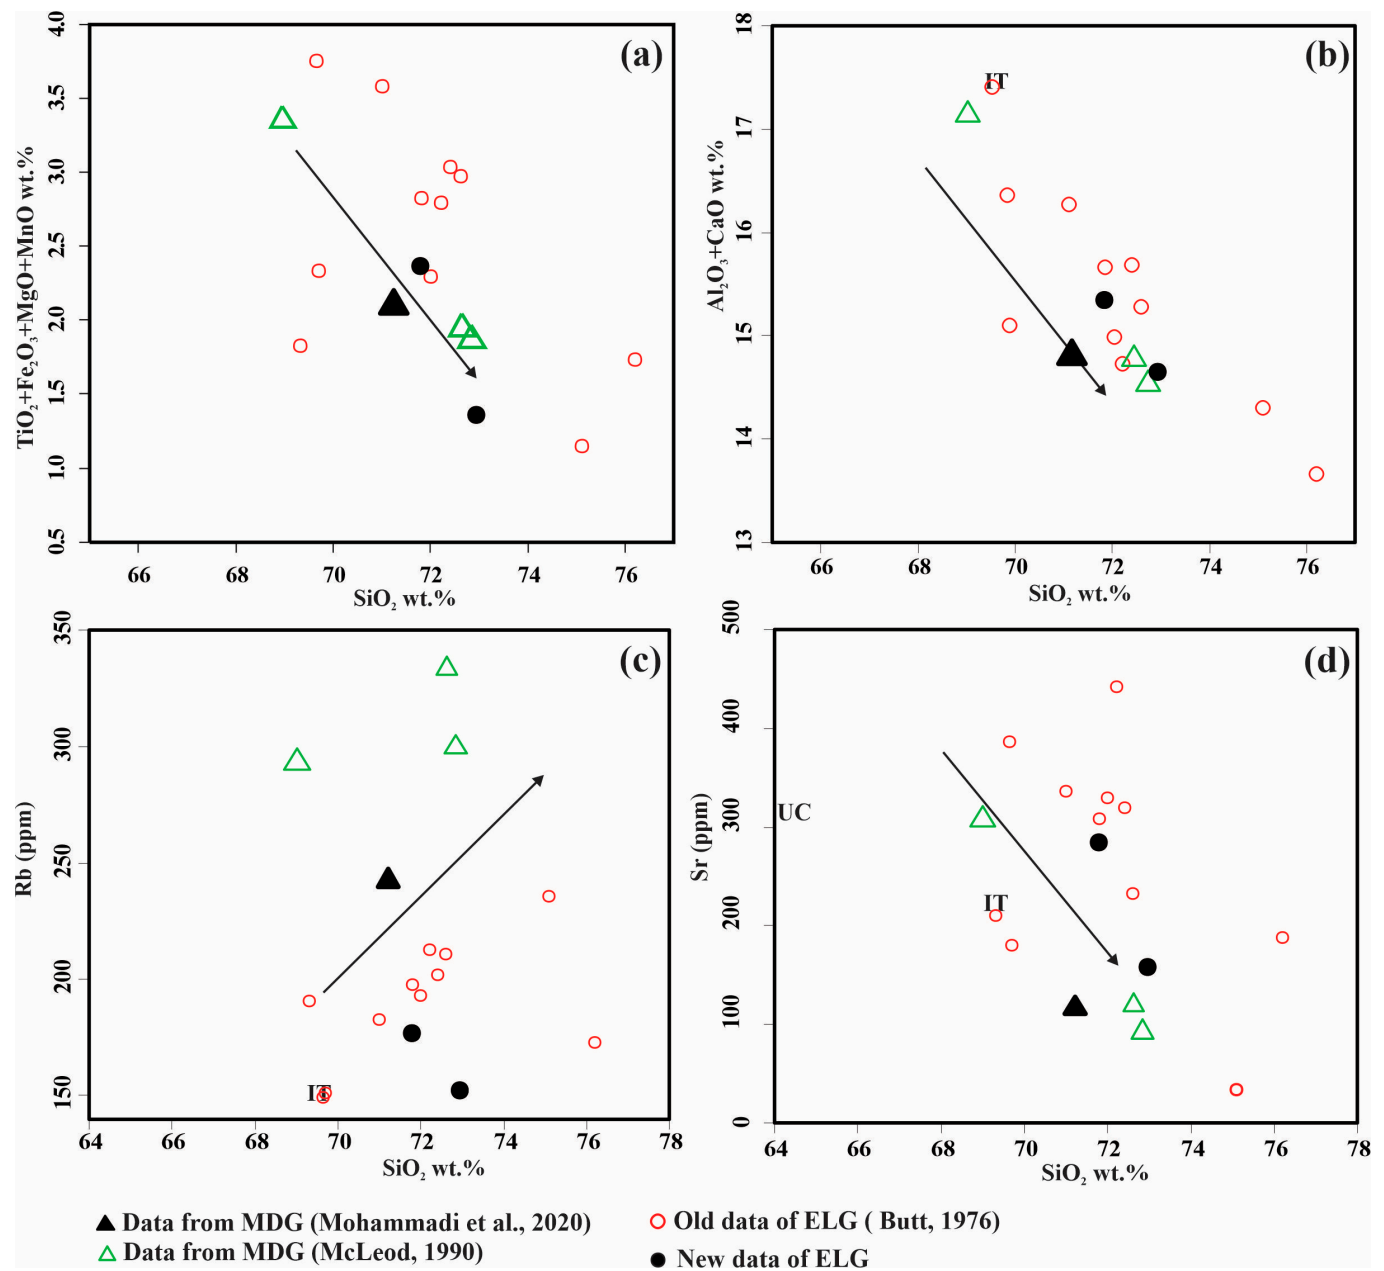 (a)
TiO₂+Fe₂O₃+MgO+MnO wt.%
4.0
3.5
3.0
2.5
2.0
1.5
1.0
0.5
66 68 70 72 74 76
SiO₂ wt.%
(b)
IT
Al₂O₃+CaO wt.%
18
17
16
15
14
13
66 68 70 72 74 76
SiO₂ wt.%
(c)
Rb (ppm)
350
300
250
200
150
IT
64 66 68 70 72 74 76 78
SiO₂ wt.%
(d)
Sr (ppm)
500
400
300
200
100
0
UC
IT
64 66 68 70 72 74 76 78
SiO₂ wt.%
Data from MDG (Mohammadi et al., 2020)
Data from MDG (McLeod, 1990)
Old data of ELG ( Butt, 1976)
New data of ELG